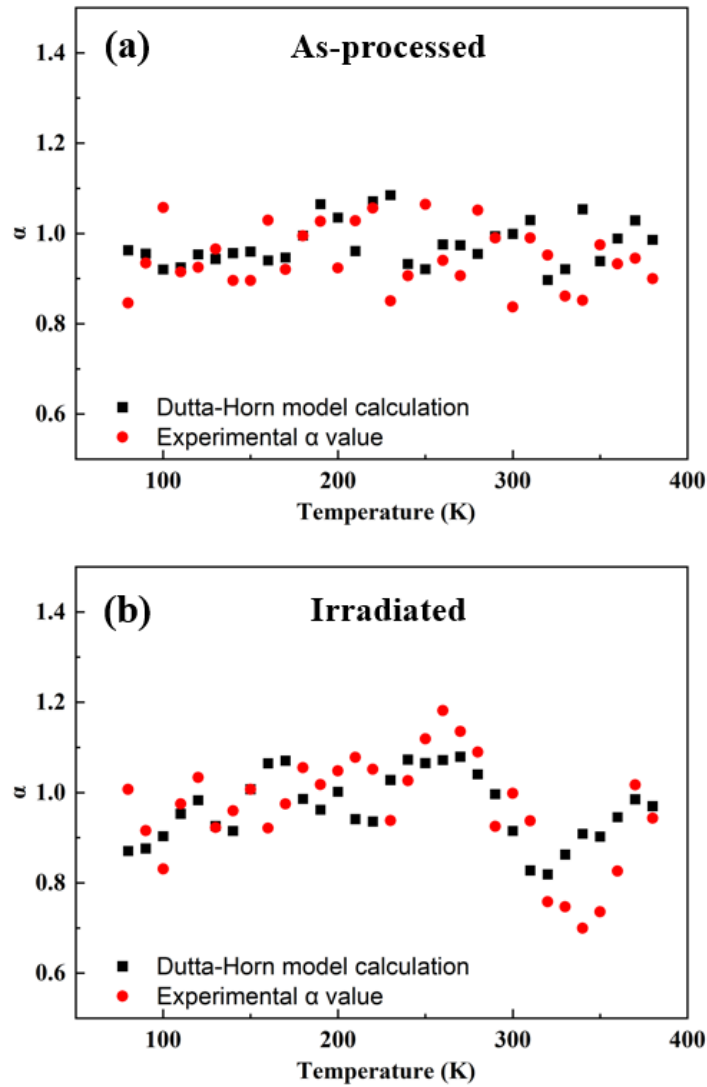 (a) As-processed
1.4
1.2
1.0
0.8
0.6
α
■ Dutta-Horn model calculation
● Experimental α value
100 200 300 400
Temperature (K)
(b) Irradiated
1.4
1.2
1.0
0.8
0.6
α
■ Dutta-Horn model calculation
● Experimental α value
100 200 300 400
Temperature (K)